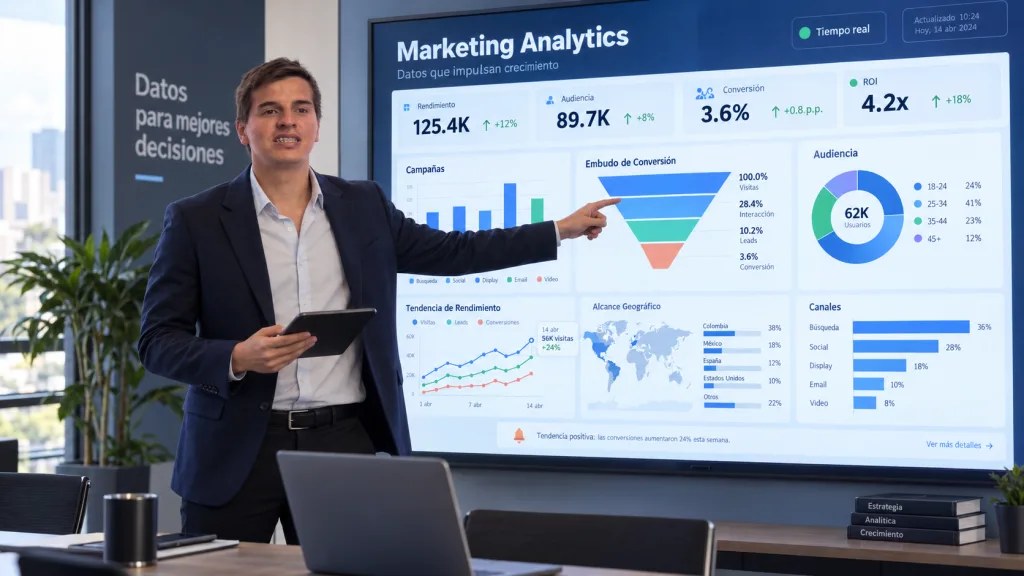 Datos
para mejores
decisiones
Marketing Analytics
Datos que impulsan crecimiento
Tiempo real
Actualizado 10:24
Hoy, 14 abr 2024
Rendimiento
125.4K
↑ +12%
Audiencia
89.7K
↑ +8%
Conversión
3.6%
↑ +0.8 p.p.
ROI
4.2x
↑ +18%
Campañas
Búsqueda
Social
Display
Email
Video
Embudo de Conversión
100.0%
Visitas
28.4%
Interacción
10.2%
Leads
3.6%
Conversión
Audiencia
62K
Usuarios
18-24 24%
25-34 41%
35-44 23%
45+ 12%
Tendencia de Rendimiento
Visitas
Leads
Conversiones
14 abr
56K visitas
+24%
1 abr
7 abr
14 abr
Alcance Geográfico
Colombia 38%
México 18%
España 12%
Estados Unidos 10%
Otros 22%
Canales
Búsqueda 36%
Social 28%
Display 18%
Email 10%
Video 8%
Tendencia positiva: las conversiones aumentaron 24% esta semana.
Ver más detalles →
Estrategia
Analítica
Crecimiento